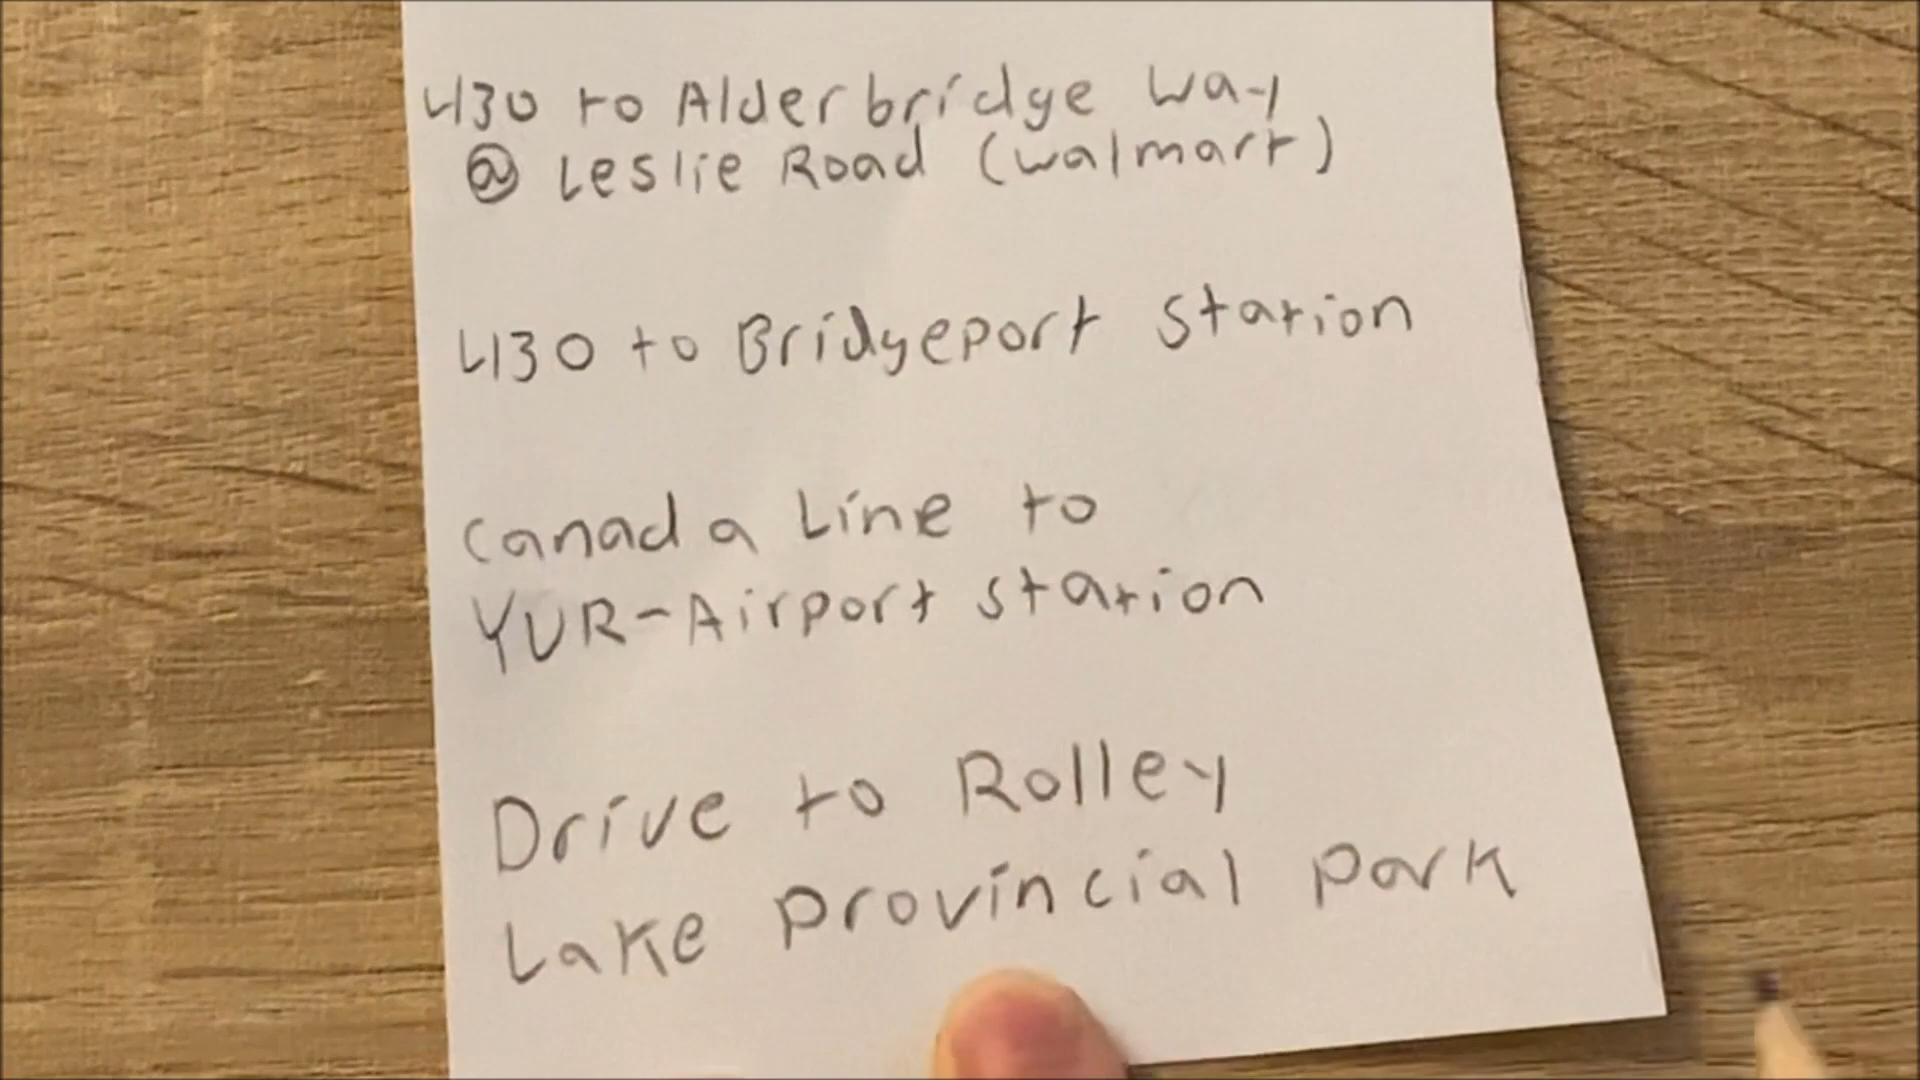 430 to Alderbridge Way
@ Leslie Road (Walmart)
430 to Bridgeport Station
Canada Line to
YVR-Airport Station
Drive to Rolley
Lake Provincial Park